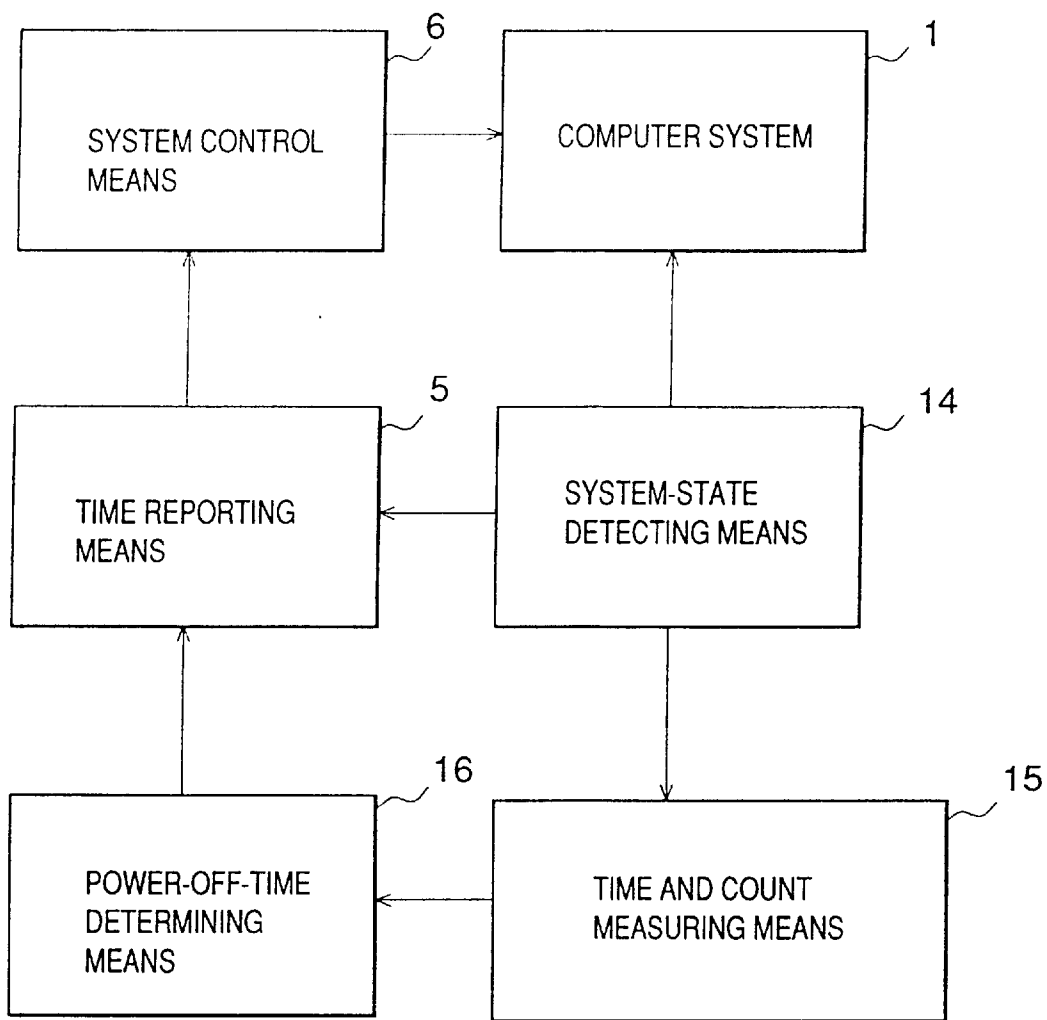 6
1
SYSTEM CONTROL
MEANS
COMPUTER SYSTEM
5
14
TIME REPORTING
MEANS
SYSTEM-STATE
DETECTING MEANS
16
15
POWER-OFF-TIME
DETERMINING
MEANS
TIME AND COUNT
MEASURING MEANS